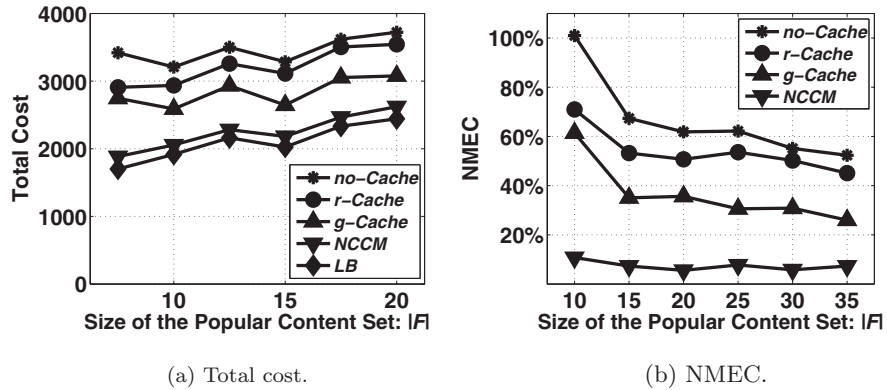 4000
3000
2000
1000
0
Total Cost
no-Cache
r-Cache
g-Cache
NCCM
LB
10
15
20
Size of the Popular Content Set: |F|
(a) Total cost.
100%
80%
60%
40%
20%
NMEC
no-Cache
r-Cache
g-Cache
NCCM
10
15
20
25
30
35
Size of the Popular Content Set: |F|
(b) NMEC.